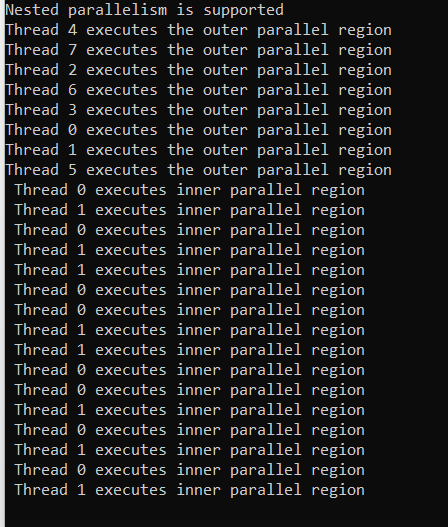 Nested parallelism is supported
Thread 4 executes the outer parallel region
Thread 7 executes the outer parallel region
Thread 2 executes the outer parallel region
Thread 6 executes the outer parallel region
Thread 3 executes the outer parallel region
Thread 0 executes the outer parallel region
Thread 1 executes the outer parallel region
Thread 5 executes the outer parallel region
Thread 0 executes inner parallel region
Thread 1 executes inner parallel region
Thread 0 executes inner parallel region
Thread 1 executes inner parallel region
Thread 1 executes inner parallel region
Thread 0 executes inner parallel region
Thread 0 executes inner parallel region
Thread 1 executes inner parallel region
Thread 1 executes inner parallel region
Thread 0 executes inner parallel region
Thread 0 executes inner parallel region
Thread 1 executes inner parallel region
Thread 0 executes inner parallel region
Thread 1 executes inner parallel region
Thread 0 executes inner parallel region
Thread 1 executes inner parallel region